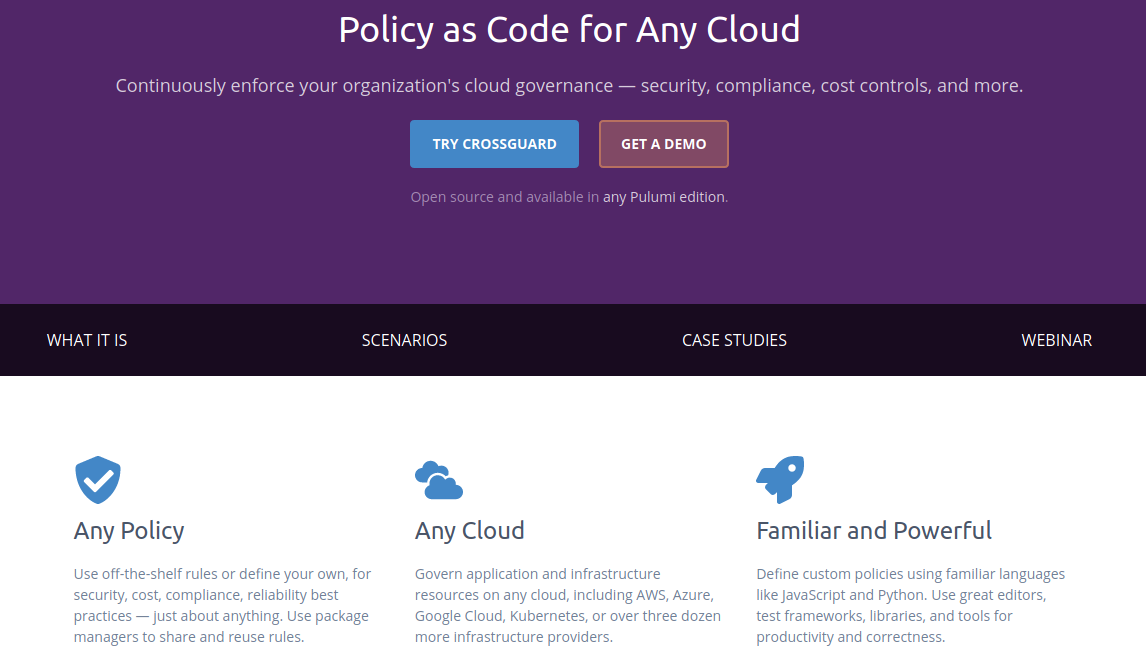 Policy as Code for Any Cloud
Continuously enforce your organization's cloud governance — security, compliance, cost controls, and more.
TRY CROSSGUARD
GET A DEMO
Open source and available in any Pulumi edition.
WHAT IT IS
SCENARIOS
CASE STUDIES
WEBINAR
Any Policy
Use off-the-shelf rules or define your own, for
security, cost, compliance, reliability best
practices — just about anything. Use package
managers to share and reuse rules.
Any Cloud
Govern application and infrastructure
resources on any cloud, including AWS, Azure,
Google Cloud, Kubernetes, or over three dozen
more infrastructure providers.
Familiar and Powerful
Define custom policies using familiar languages
like JavaScript and Python. Use great editors,
test frameworks, libraries, and tools for
productivity and correctness.